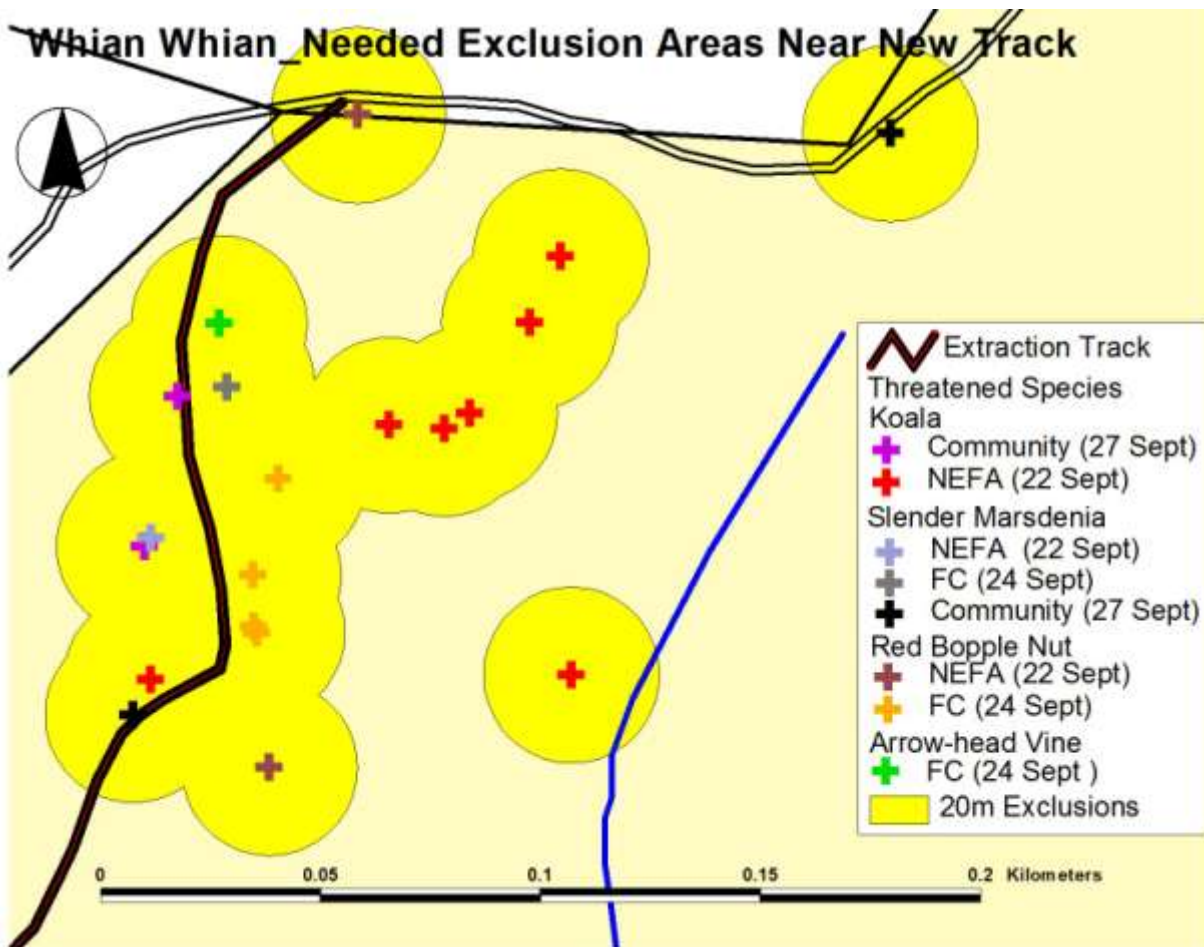 Whian Whian_Needed Exclusion Areas Near New Track
Extraction Track
Threatened Species
Koala
Community (27 Sept)
NEFA (22 Sept)
Slender Marsdenia
NEFA (22 Sept)
FC (24 Sept)
Community (27 Sept)
Red Bopple Nut
NEFA (22 Sept)
FC (24 Sept)
Arrow-head Vine
FC (24 Sept )
20m Exclusions
0 0.05 0.1 0.15 0.2 Kilometers